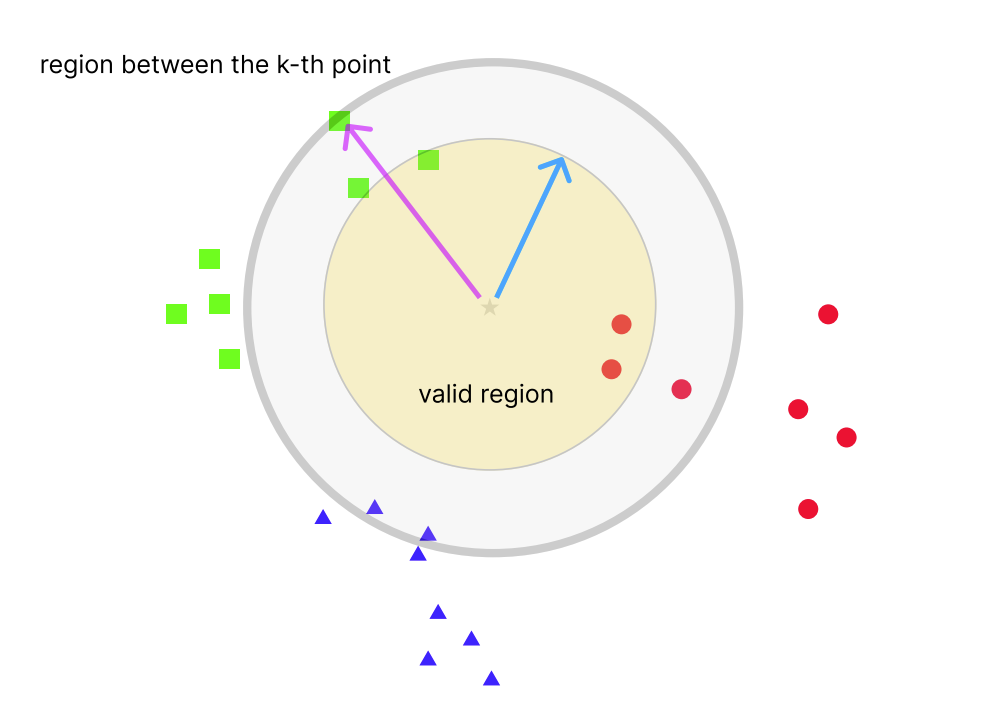 region between the k-th point
valid region